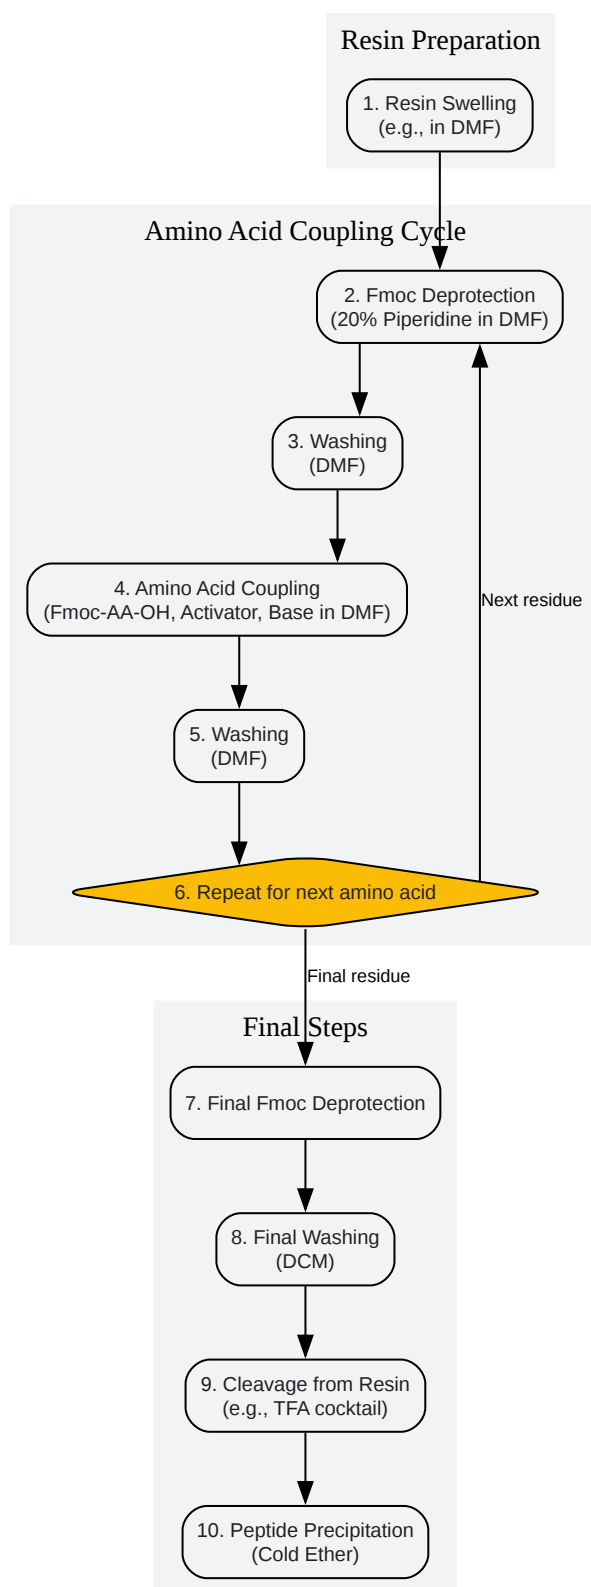 Resin Preparation
1. Resin Swelling
(e.g., in DMF)
Amino Acid Coupling Cycle
2. Fmoc Deprotection
(20% Piperidine in DMF)
3. Washing
(DMF)
4. Amino Acid Coupling
(Fmoc-AA-OH, Activator, Base in DMF)
Next residue
5. Washing
(DMF)
6. Repeat for next amino acid
Final residue
Final Steps
7. Final Fmoc Deprotection
8. Final Washing
(DCM)
9. Cleavage from Resin
(e.g., TFA cocktail)
10. Peptide Precipitation
(Cold Ether)